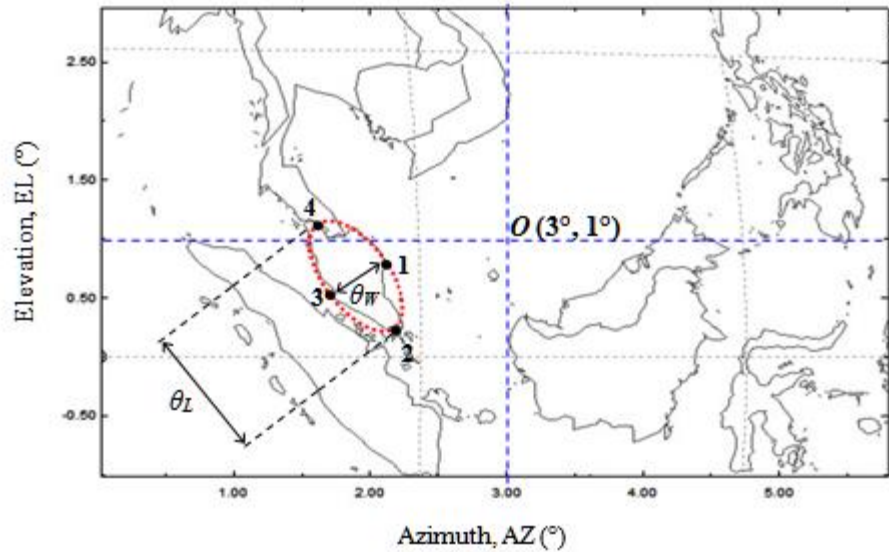 2.50
1.50
4
O (3°, 1°)
1
0.50
3
θW
2
θL
-0.50
1.00 2.00 3.00 4.00 5.00
Elevation, EL (°)
Azimuth, AZ (°)